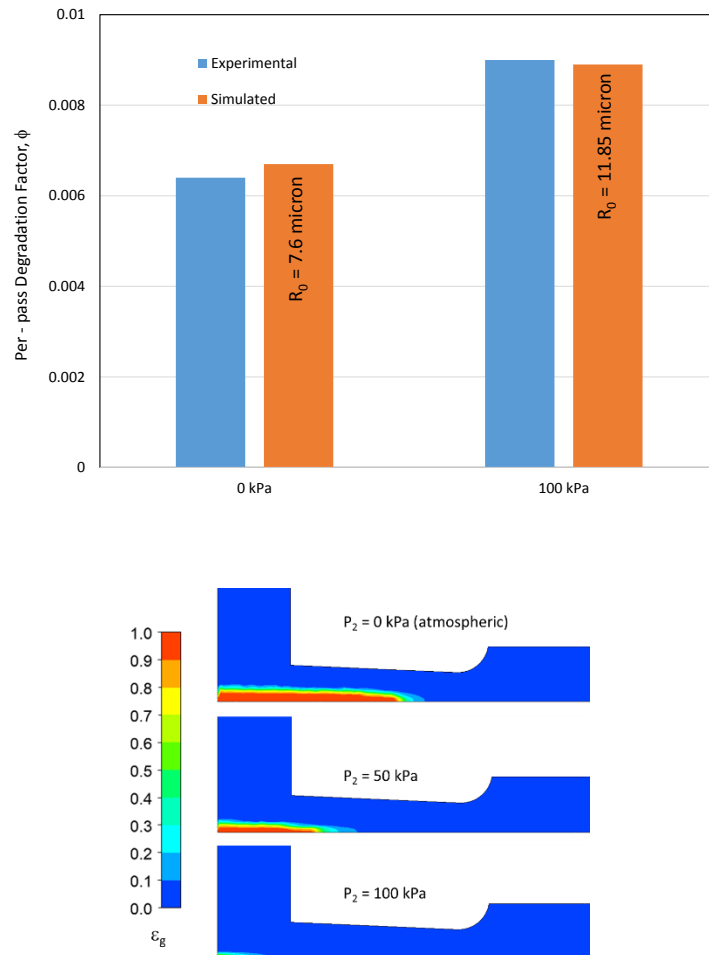 0.01
0.008
0.006
0.004
0.002
0
Per - pass Degradation Factor, ϕ
Experimental
Simulated
R₀ = 7.6 micron
R₀ = 11.85 micron
0 kPa
100 kPa
1.0
0.9
0.8
0.7
0.6
0.5
0.4
0.3
0.2
0.1
0.0
εg
P₂ = 0 kPa (atmospheric)
P₂ = 50 kPa
P₂ = 100 kPa